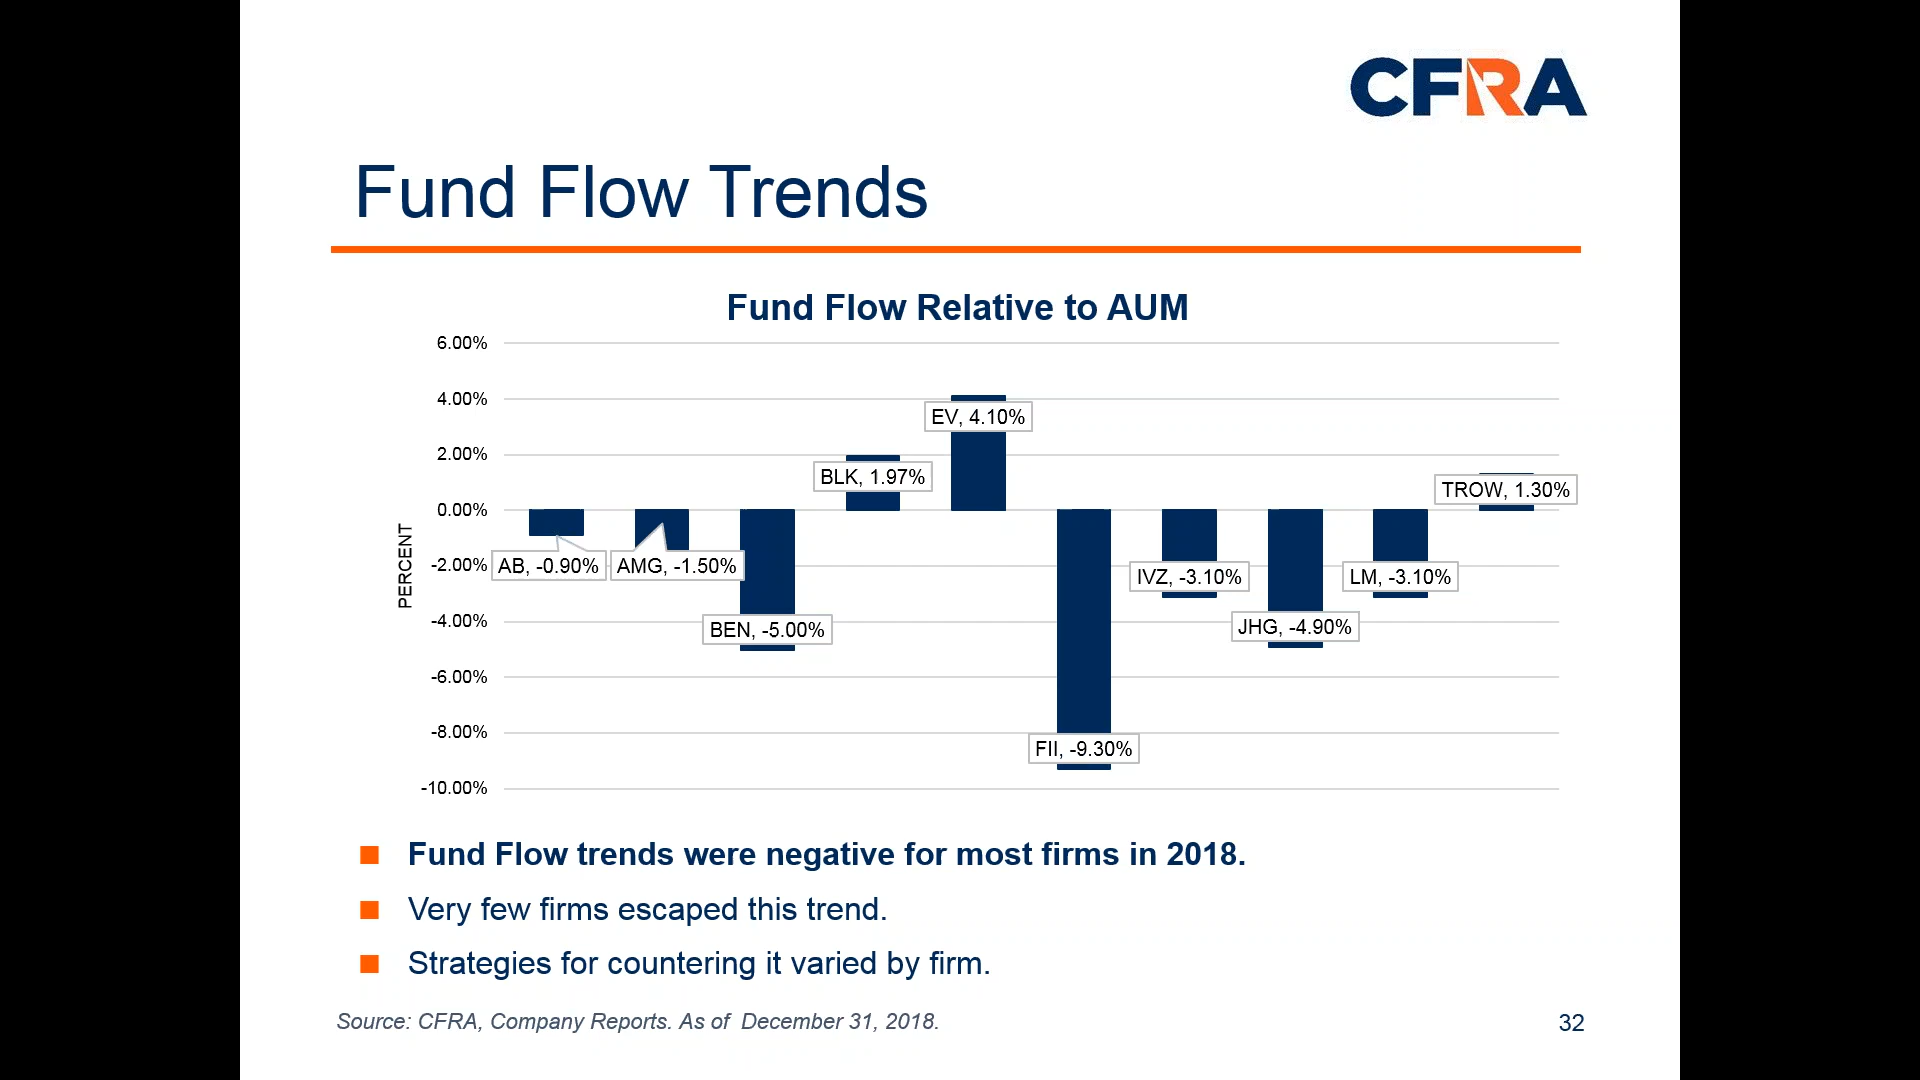 CFRA
Fund Flow Trends
Fund Flow Relative to AUM
6.00%
4.00%
2.00%
0.00%
-2.00%
-4.00%
-6.00%
-8.00%
-10.00%
PERCENT
AB, -0.90%
AMG, -1.50%
BEN, -5.00%
BLK, 1.97%
EV, 4.10%
FII, -9.30%
IVZ, -3.10%
JHG, -4.90%
LM, -3.10%
TROW, 1.30%
Fund Flow trends were negative for most firms in 2018.
Very few firms escaped this trend.
Strategies for countering it varied by firm.
Source: CFRA, Company Reports. As of December 31, 2018.
32